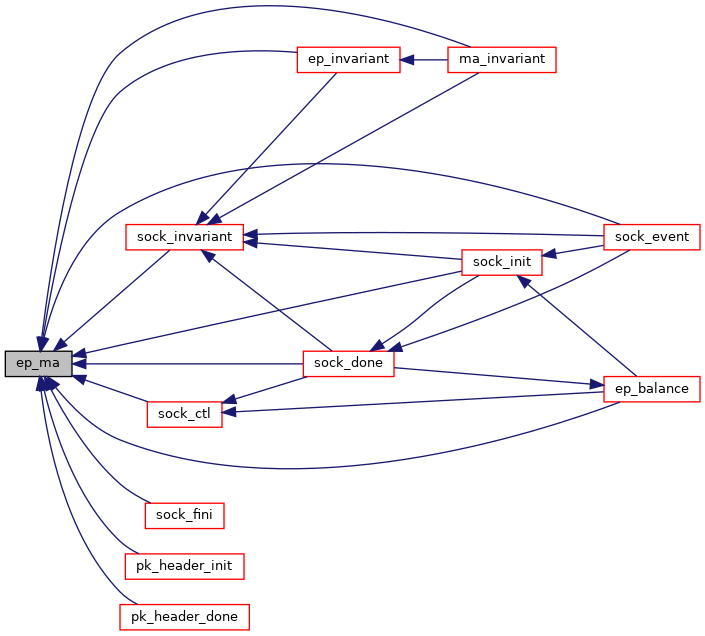 ep_invariant
ma_invariant
sock_invariant
sock_event
sock_init
ep_ma
sock_done
ep_balance
sock_ctl
sock_fini
pk_header_init
pk_header_done